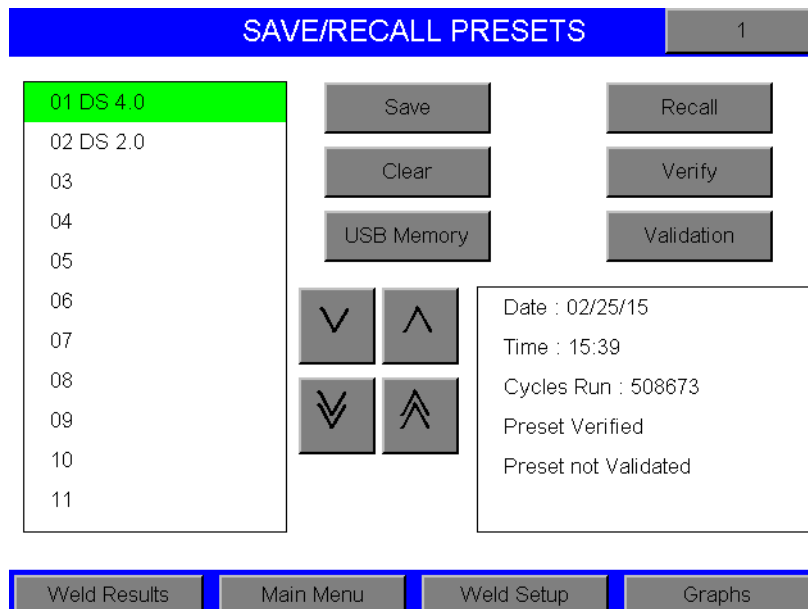 SAVE/RECALL PRESETS
1
01 DS 4.0
02 DS 2.0
03
04
05
06
07
08
09
10
11
Save
Recall
Clear
Verify
USB Memory
Validation
Date : 02/25/15
Time : 15:39
Cycles Run : 508673
Preset Verified
Preset not Validated
Weld Results
Main Menu
Weld Setup
Graphs